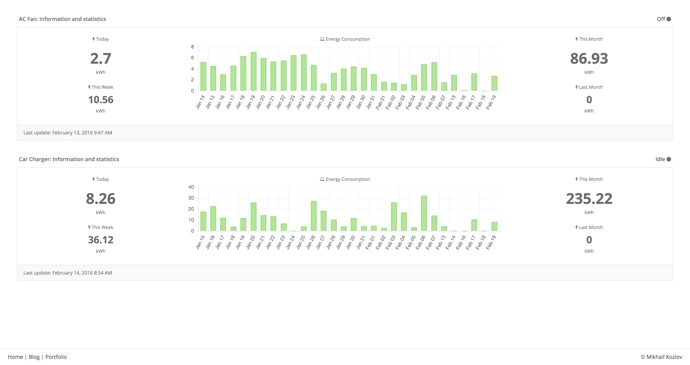 AC Fan: Information and statistics
Off
Today
2.7
kWh
This Week
10.56
kWh
Energy Consumption
8
6
4
2
0
Jan 14 Jan 15 Jan 16 Jan 17 Jan 18 Jan 19 Jan 20 Jan 21 Jan 22 Jan 23 Jan 24 Jan 25 Jan 26 Jan 27 Jan 28 Jan 29 Jan 30 Jan 31 Feb 01 Feb 02 Feb 03 Feb 04 Feb 05 Feb 06 Feb 07 Feb 15 Feb 16 Feb 17 Feb 18 Feb 19
This Month
86.93
kWh
Last Month
0
kWh
Last update: February 13, 2016 9:47 AM
Car Charger: Information and statistics
Idle
Today
8.26
kWh
This Week
36.12
kWh
Energy Consumption
40
30
20
10
0
Jan 15 Jan 16 Jan 17 Jan 18 Jan 19 Jan 20 Jan 21 Jan 22 Jan 23 Jan 24 Jan 25 Jan 26 Jan 27 Jan 28 Jan 29 Jan 30 Jan 31 Feb 01 Feb 02 Feb 03 Feb 04 Feb 05 Feb 06 Feb 07 Feb 13 Feb 14 Feb 16 Feb 17 Feb 18 Feb 19
This Month
235.22
kWh
Last Month
0
kWh
Last update: February 14, 2016 8:54 AM
Home | Blog | Portfolio
© Mikhail Kozlov